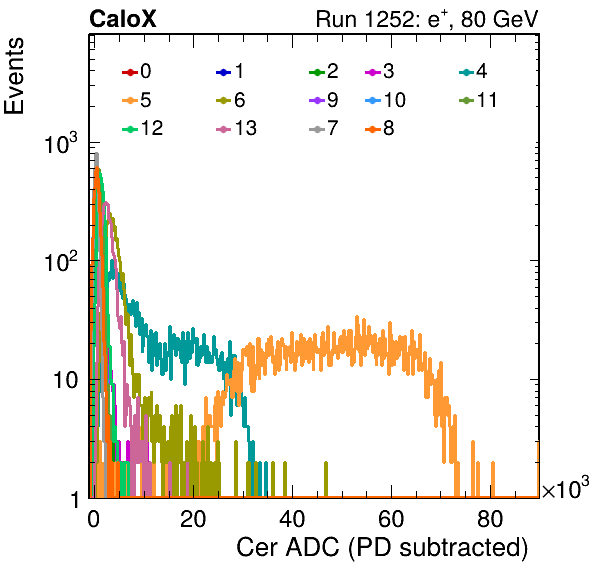 CaloX Run 1252: e⁺, 80 GeV
Events
0 1 2 3 4
5 6 9 10 11
12 13 7 8
10³
10²
10
1
0 20 40 60 80 ×10³
Cer ADC (PD subtracted)